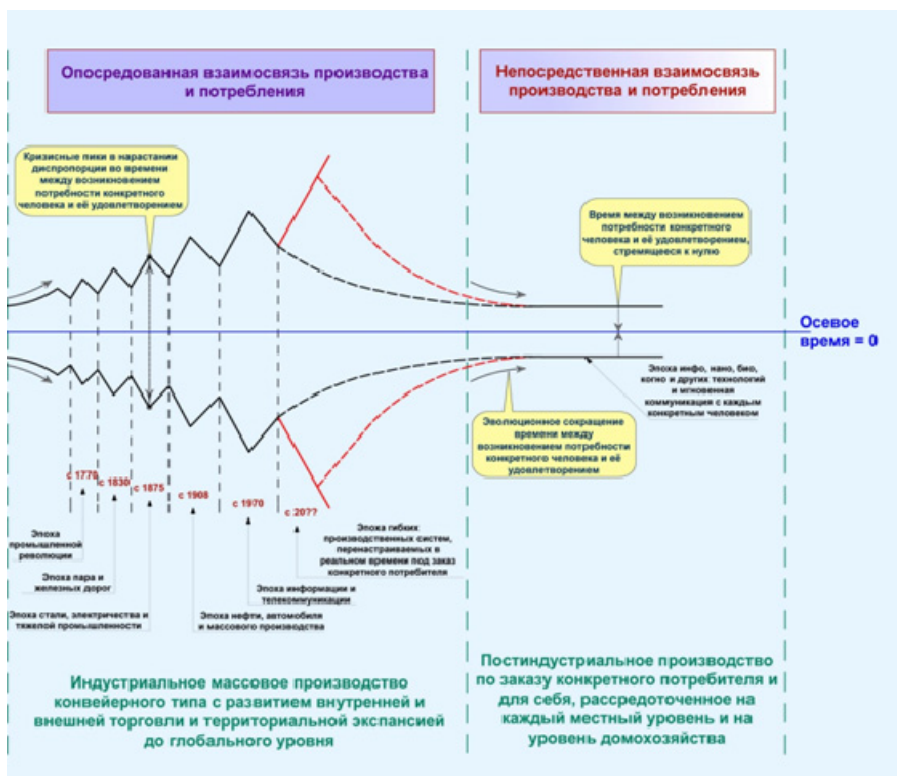 Опосредованная взаимосвязь производства
и потребления
Непосредственная взаимосвязь
производства и потребления
Кризисные пики в нарастании
диспропорции во времени
между возникновением
потребности конкретного
человека и её удовлетворением
Время между возникновением
потребности конкретного
человека и её удовлетворением,
стремящееся к нулю
Осевое
время = 0
Эпоха инфо, нано, био,
когно и других технологий
и мгновенная
коммуникация с каждым
конкретным человеком
Эволюционное сокращение
времени между
возникновением потребности
конкретного человека и её
удовлетворением
с 1770
с 1830
с 1875
с 1908
с 1970
с 20??
Эпоха
промышленной
революции
Эпоха пара и
железных дорог
Эпоха стали, электричества и
тяжелой промышленности
Эпоха нефти, автомобиля
и массового производства
Эпоха информации и
телекоммуникации
Эпоха гибких
производственных систем,
перенастраиваемых в
реальном времени под заказ
конкретного потребителя
Индустриальное массовое производство
конвейерного типа с развитием внутренней и
внешней торговли и территориальной экспансией
до глобального уровня
Постиндустриальное производство
по заказу конкретного потребителя и
для себя, рассредоточенное на
каждый местный уровень и на
уровень домохозяйства